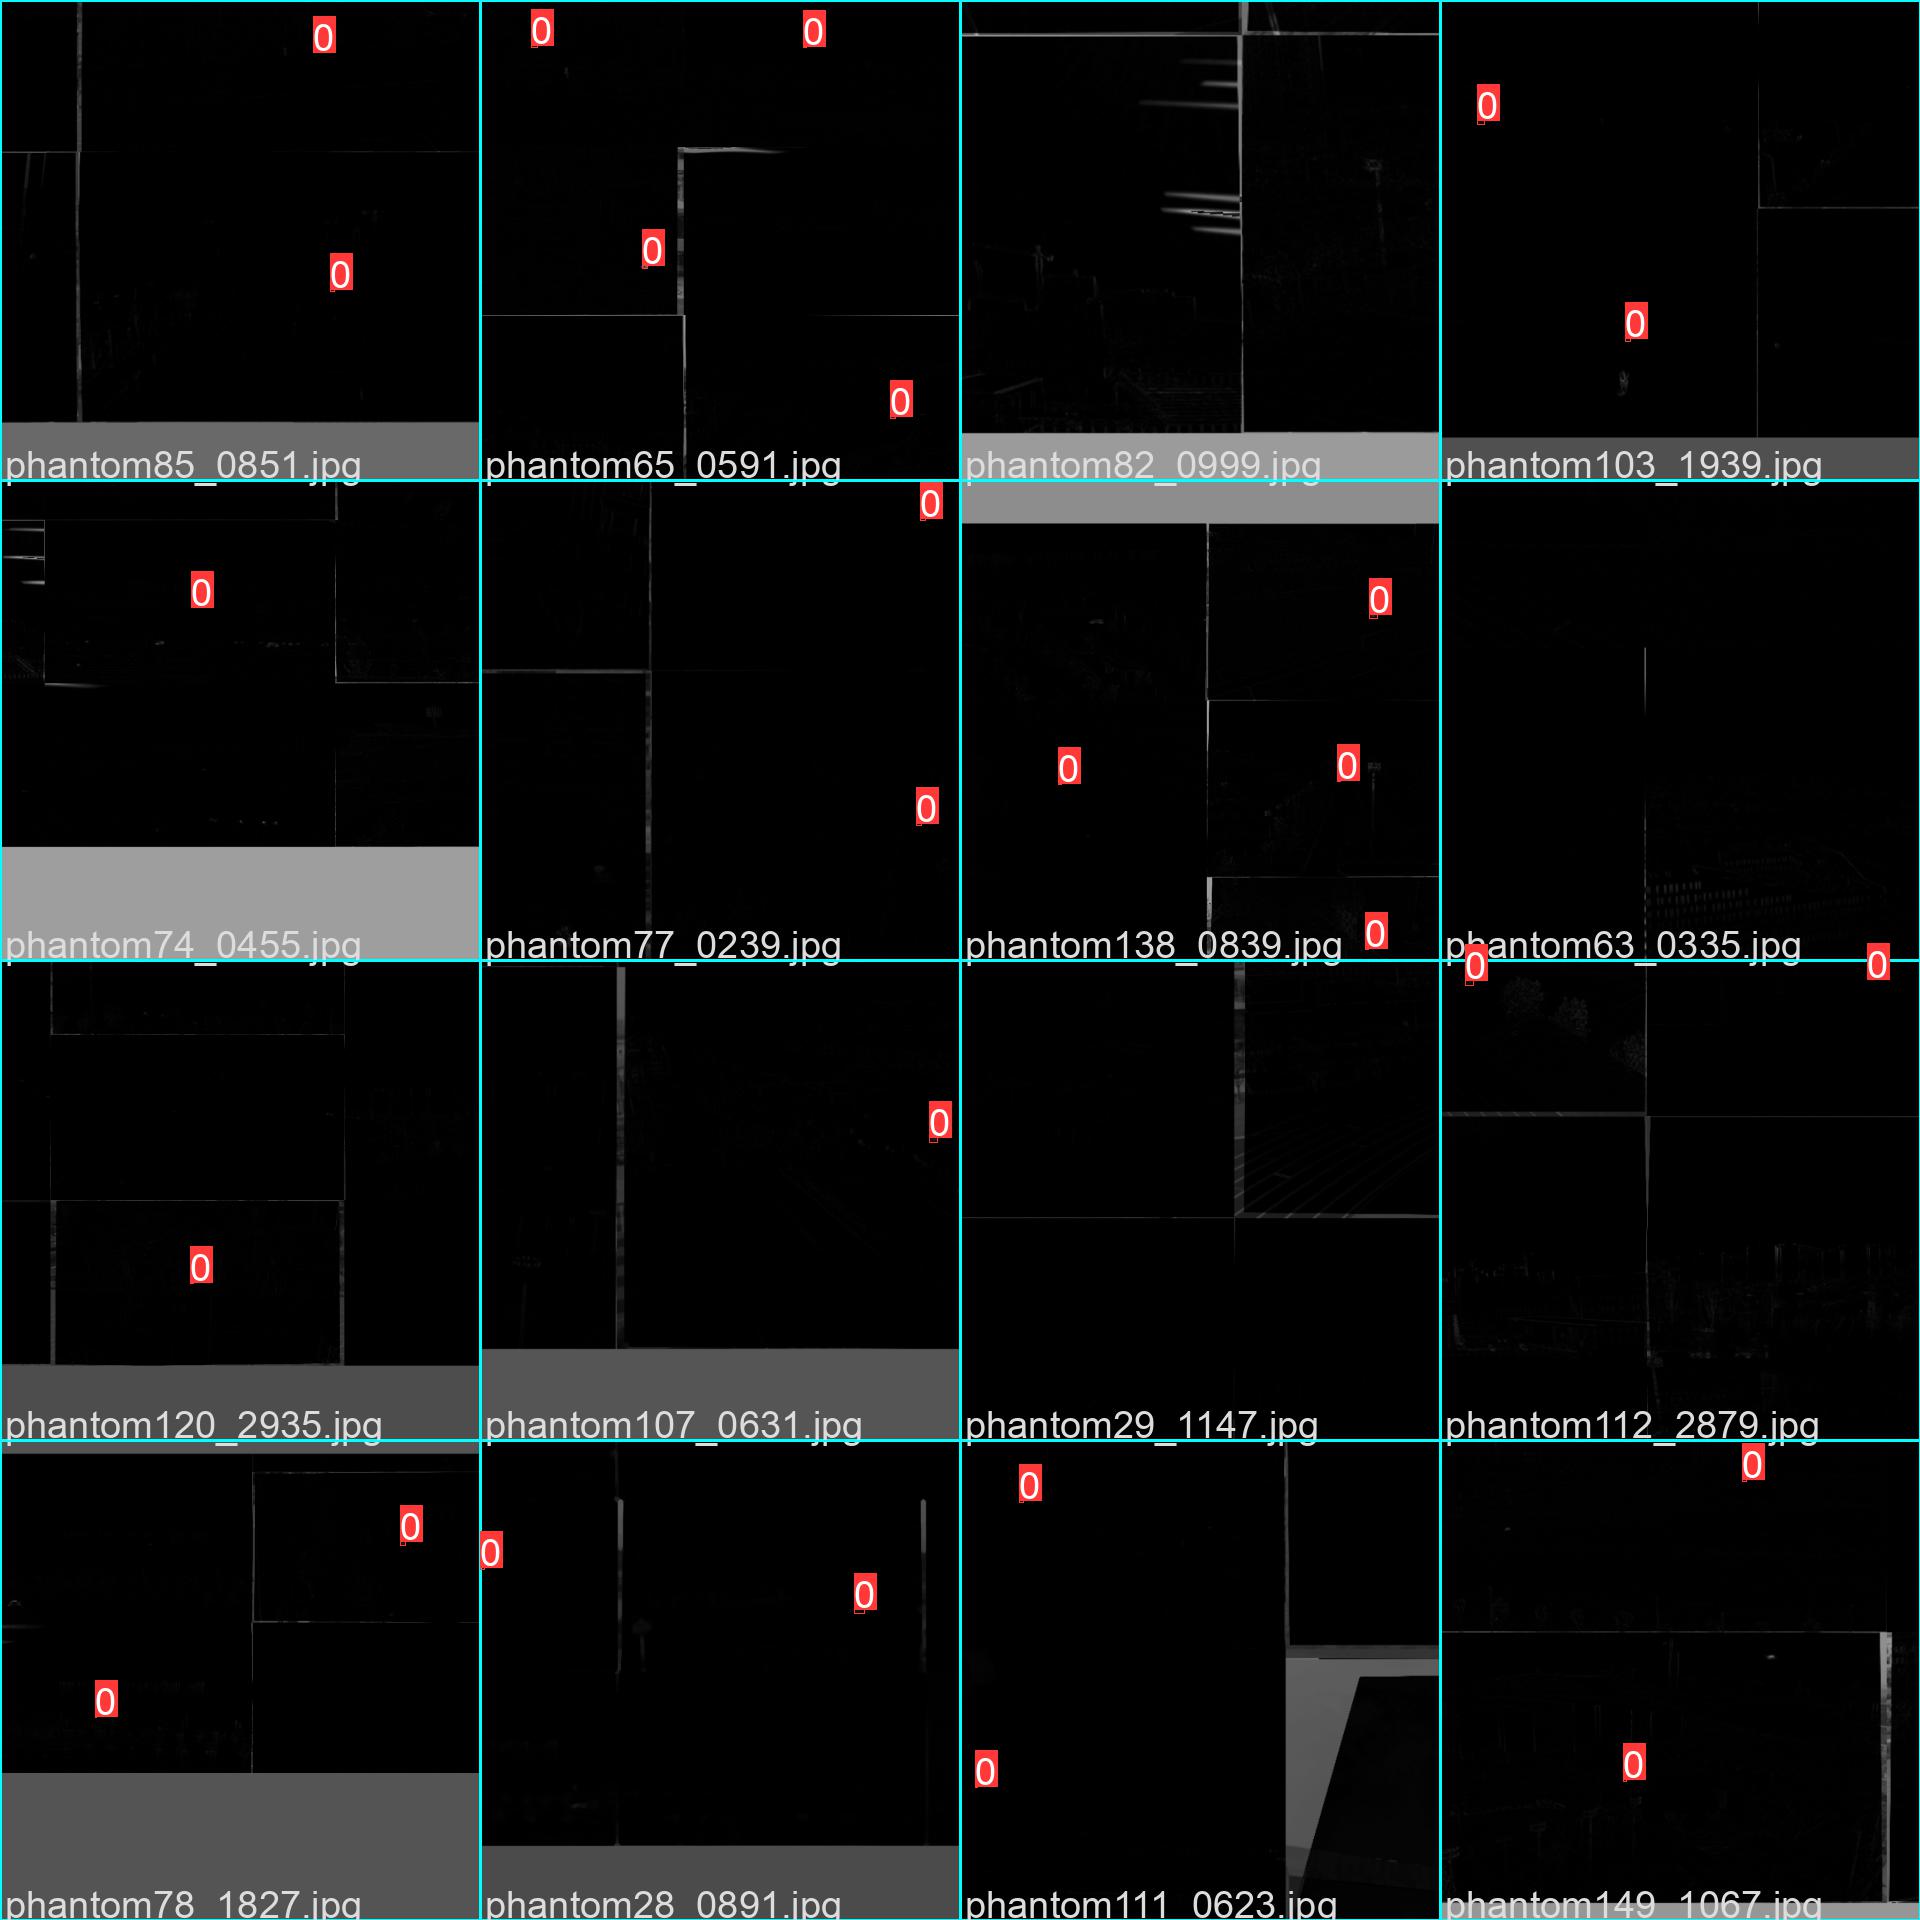 0
0
0
0
0
0
0
0
phantom85_0851.jpg
phantom65_0591.jpg
phantom82_0999.jpg
phantom103_1939.jpg
0
0
0
0
0
0
0
phantom74_0455.jpg
phantom77_0239.jpg
phantom138_0839.jpg
phantom63_0335.jpg
0
0
0
0
phantom120_2935.jpg
phantom107_0631.jpg
phantom29_1147.jpg
phantom112_2879.jpg
0
0
0
0
0
0
0
0
phantom78_1827.jpg
phantom28_0891.jpg
phantom111_0623.jpg
phantom149_1067.jpg